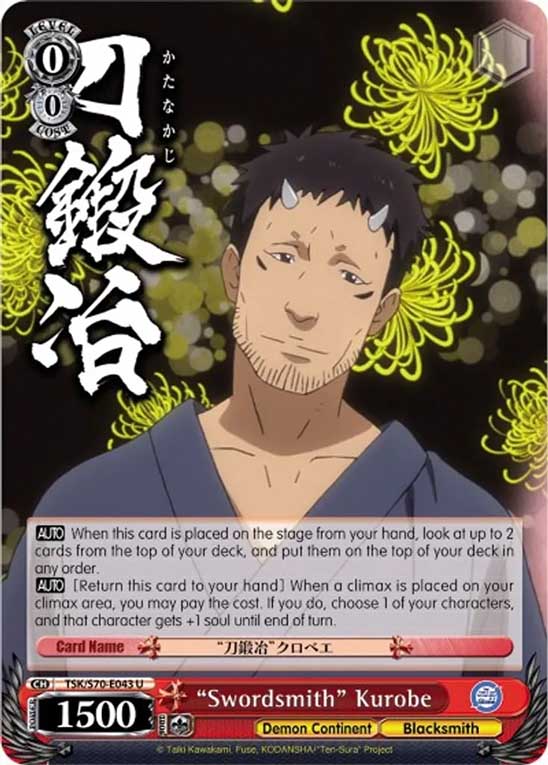 LEVEL
0
0
COST
刀鍛冶
かたなかじ
AUTO When this card is placed on the stage from your hand, look at up to 2
cards from the top of your deck, and put them on the top of your deck in
any order.
AUTO [Return this card to your hand] When a climax is placed on your
climax area, you may pay the cost. If you do, choose 1 of your characters,
and that character gets +1 soul until end of turn.
Card Name "刀鍛冶"クロベエ
CH TSK/S70-E043 U
"Swordsmith" Kurobe
POWER 1500 SOUL
Demon Continent Blacksmith
© Taiki Kawakami, Fuse, KODANSHA/"Ten-Sura" Project